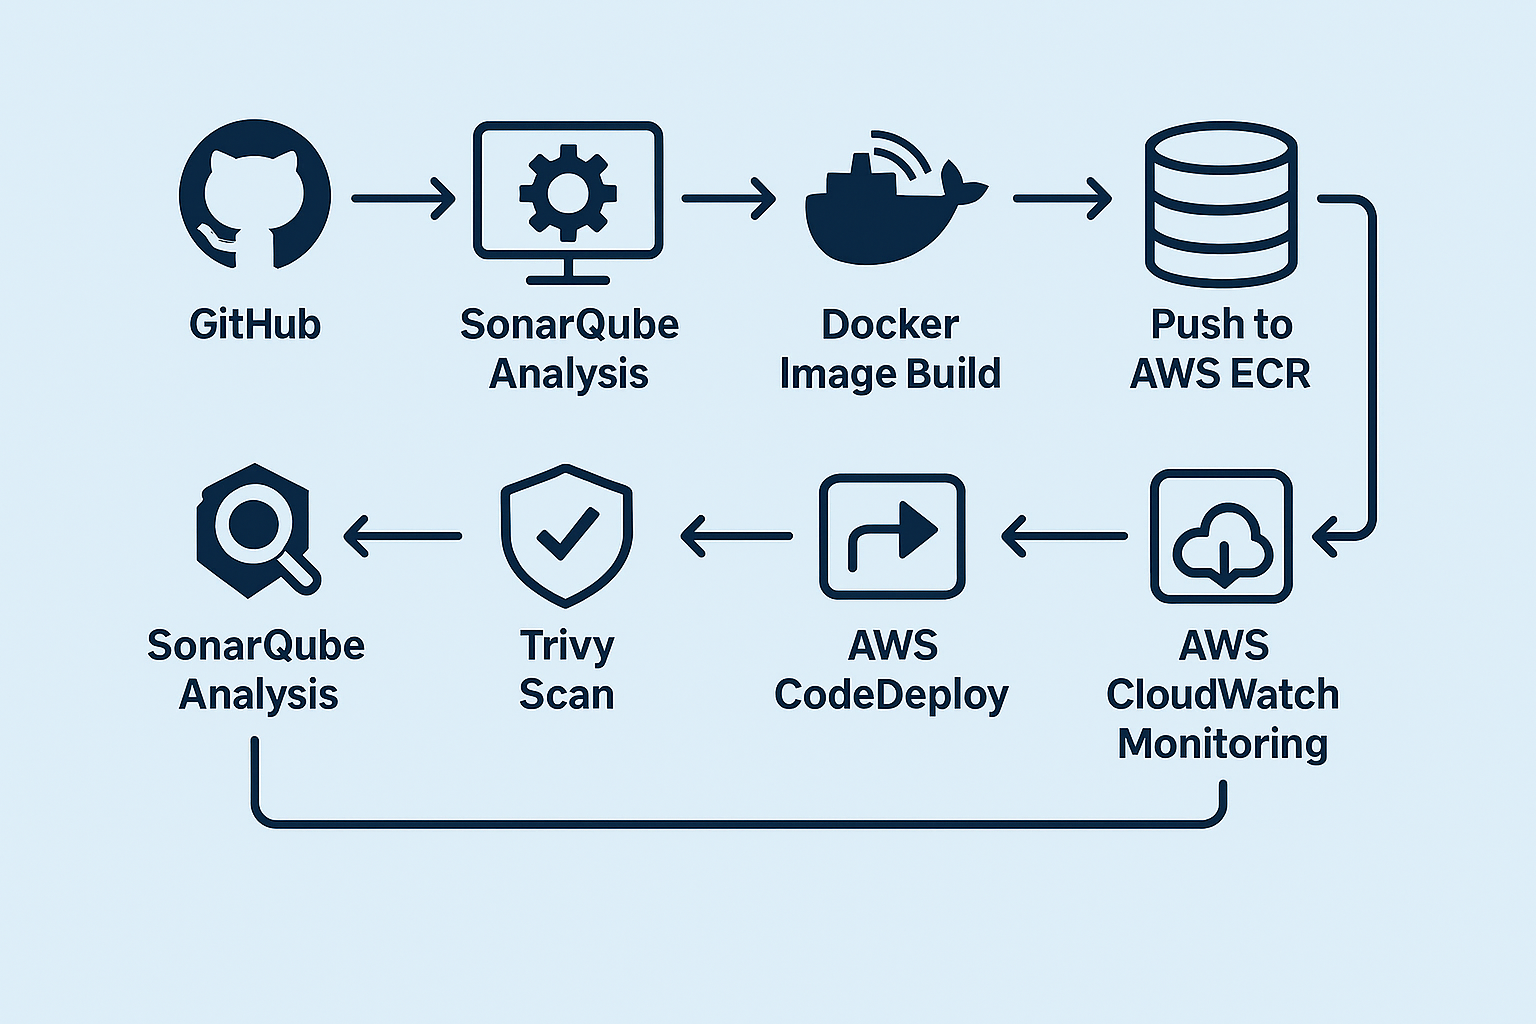 GitHub
SonarQube
Analysis
Docker
Image Build
Push to
AWS ECR
SonarQube
Analysis
Trivy
Scan
AWS
CodeDeploy
AWS
CloudWatch
Monitoring